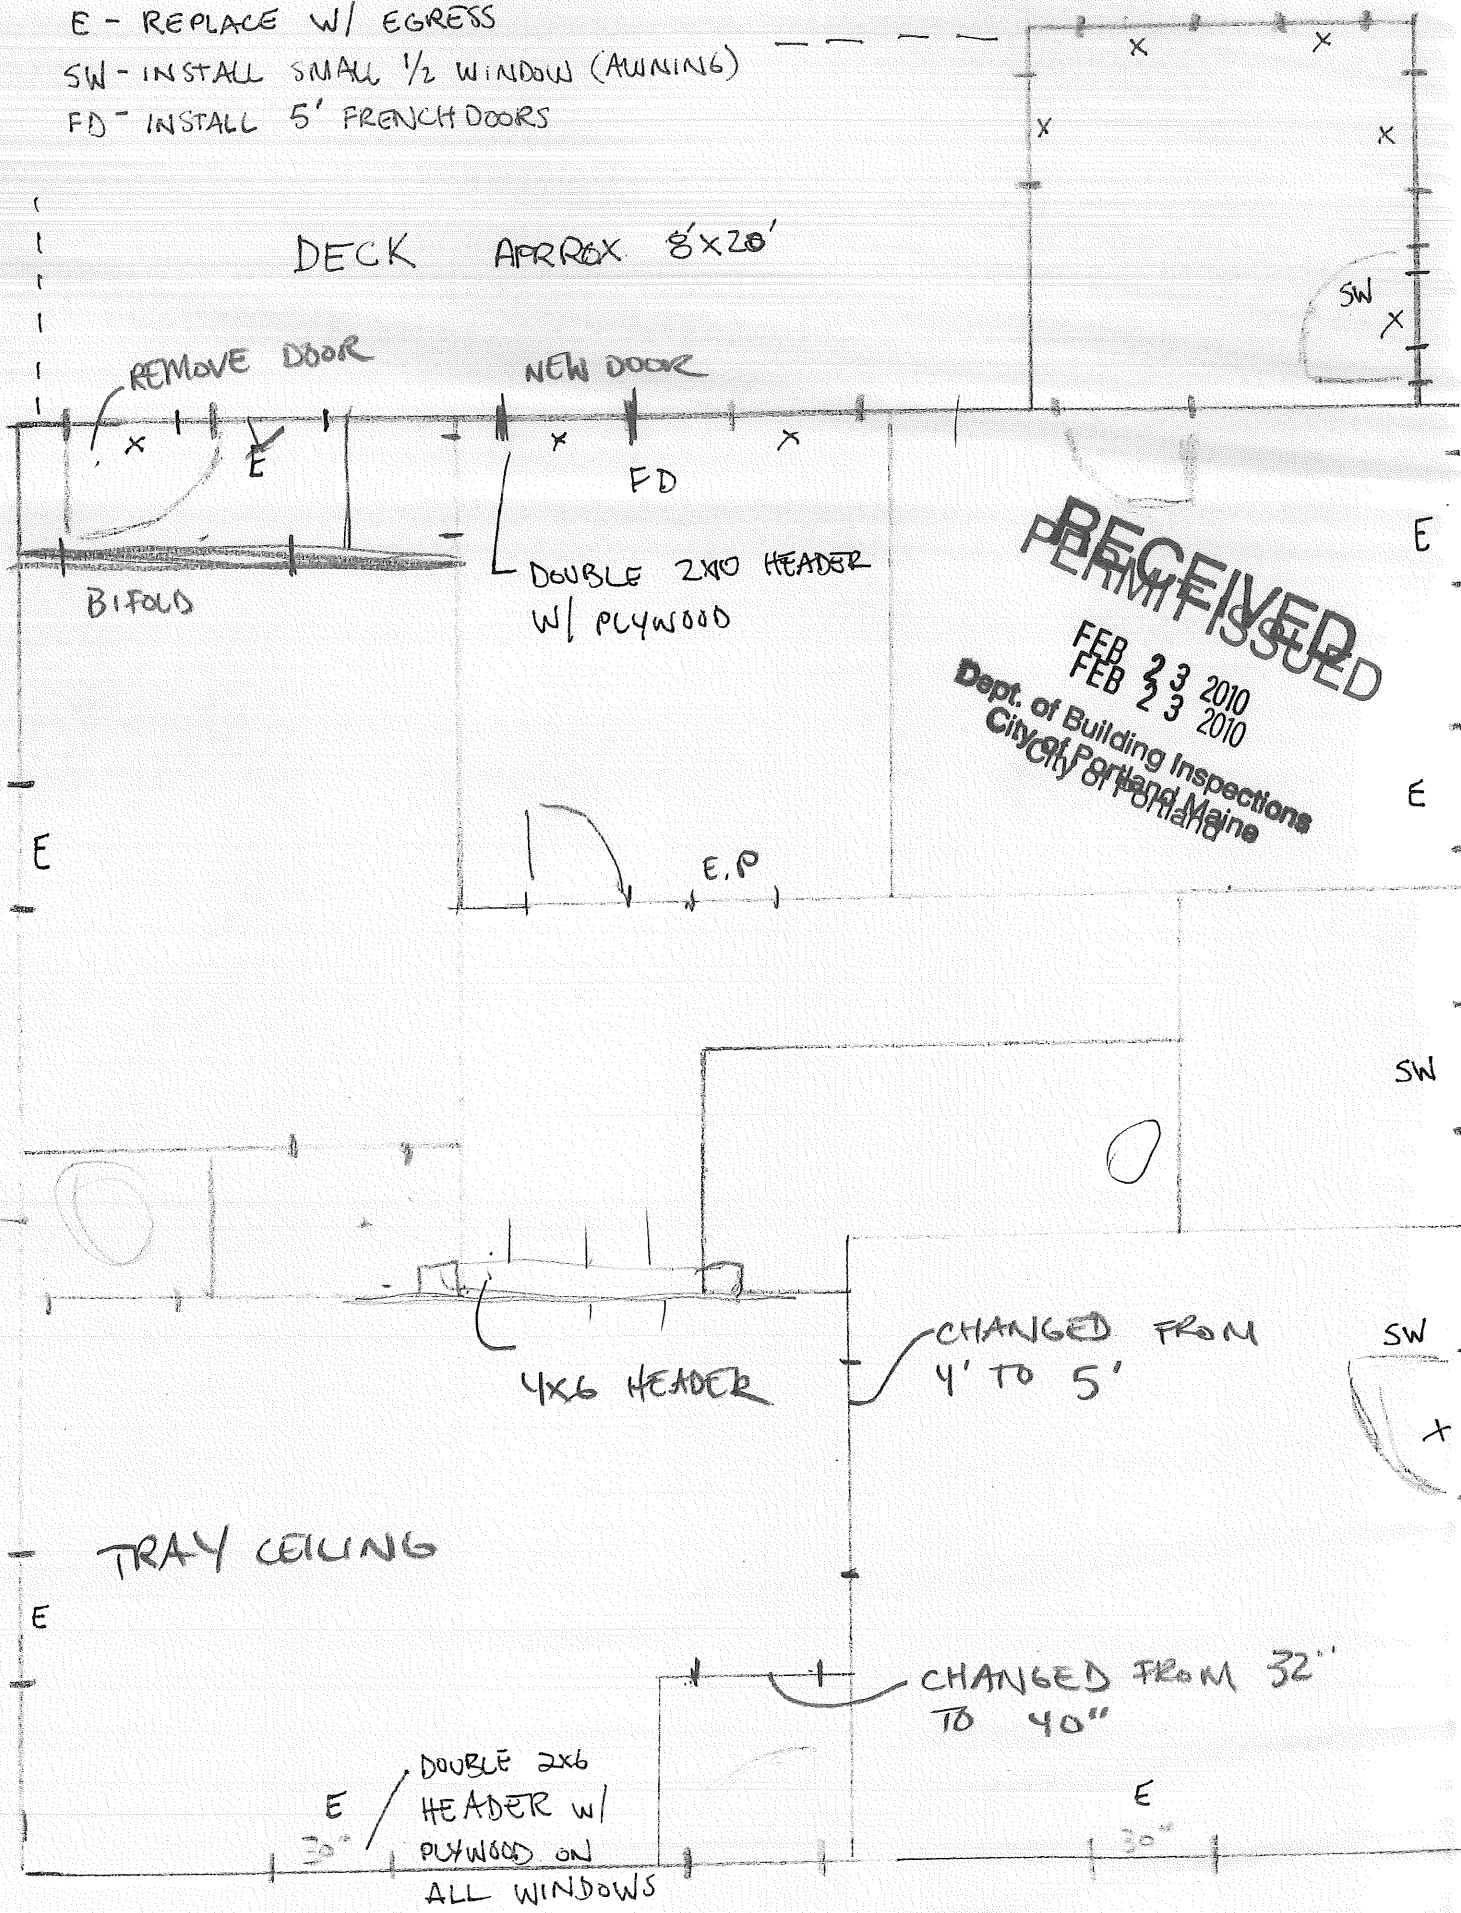 E - REPLACE W/ EGRESS
SW - INSTALL SMALL 1/2 WINDOW (AWNING)
FD - INSTALL 5' FRENCH DOORS
X
X
X
X
DECK APRROX 8'X20'
SW
X
REMOVE DOOR
NEW DOOR
X
E
X
X
FD
E
BIFOLD
DOUBLE 2X10 HEADER
W/ PLYWOOD
RECEIVED
PERMIT ISSUED
FEB 23 2010
FEB 23 2010
Dept. of Building Inspections
City of Portland Maine
City of Portland
E
E
E.P
SW
4X6 HEADER
CHANGED FROM
4' TO 5'
SW
X
TRAY CEILING
E
CHANGED FROM 32"
TO 40"
DOUBLE 2X6
HEADER W/
PLYWOOD ON
ALL WINDOWS
E
30"
E
30"